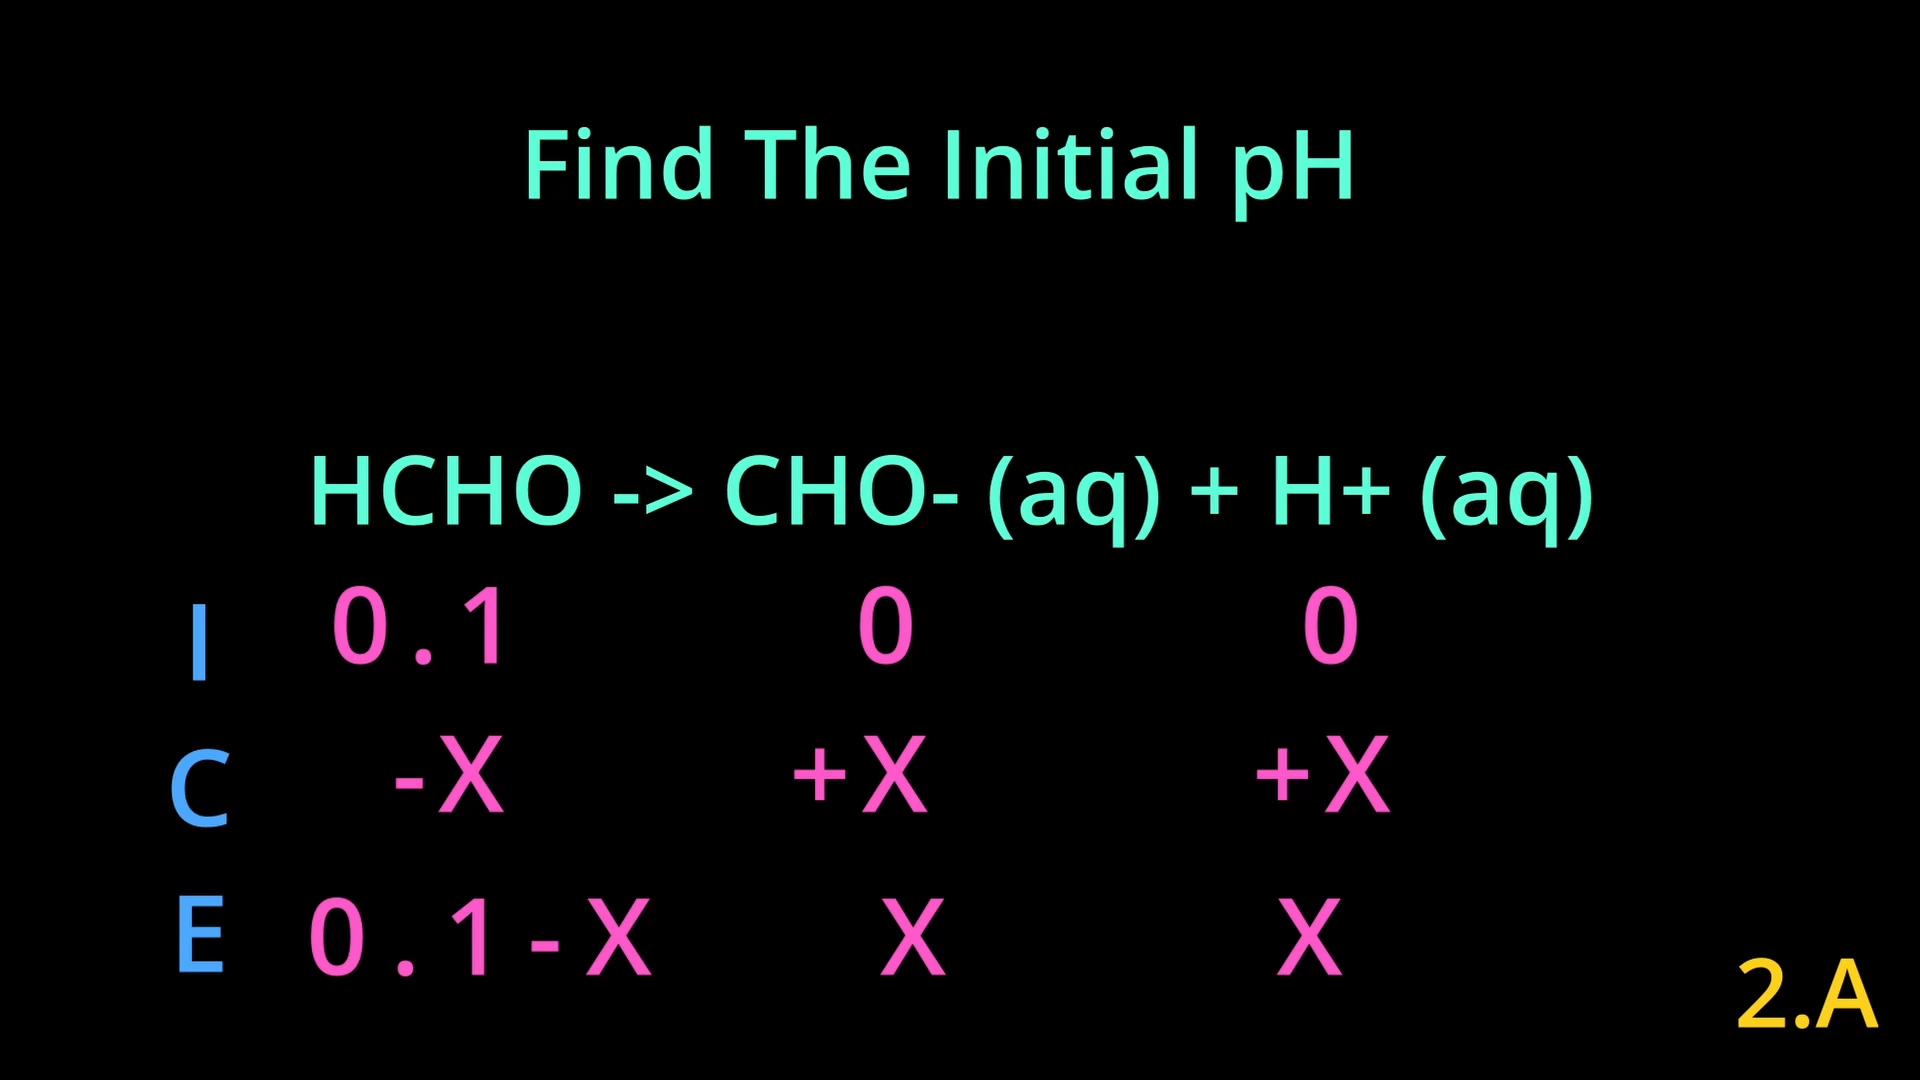 Find The Initial pH
HCHO -> CHO- (aq) + H+ (aq)
I 0.1 0 0
C -X +X +X
E 0.1-X X X
2.A